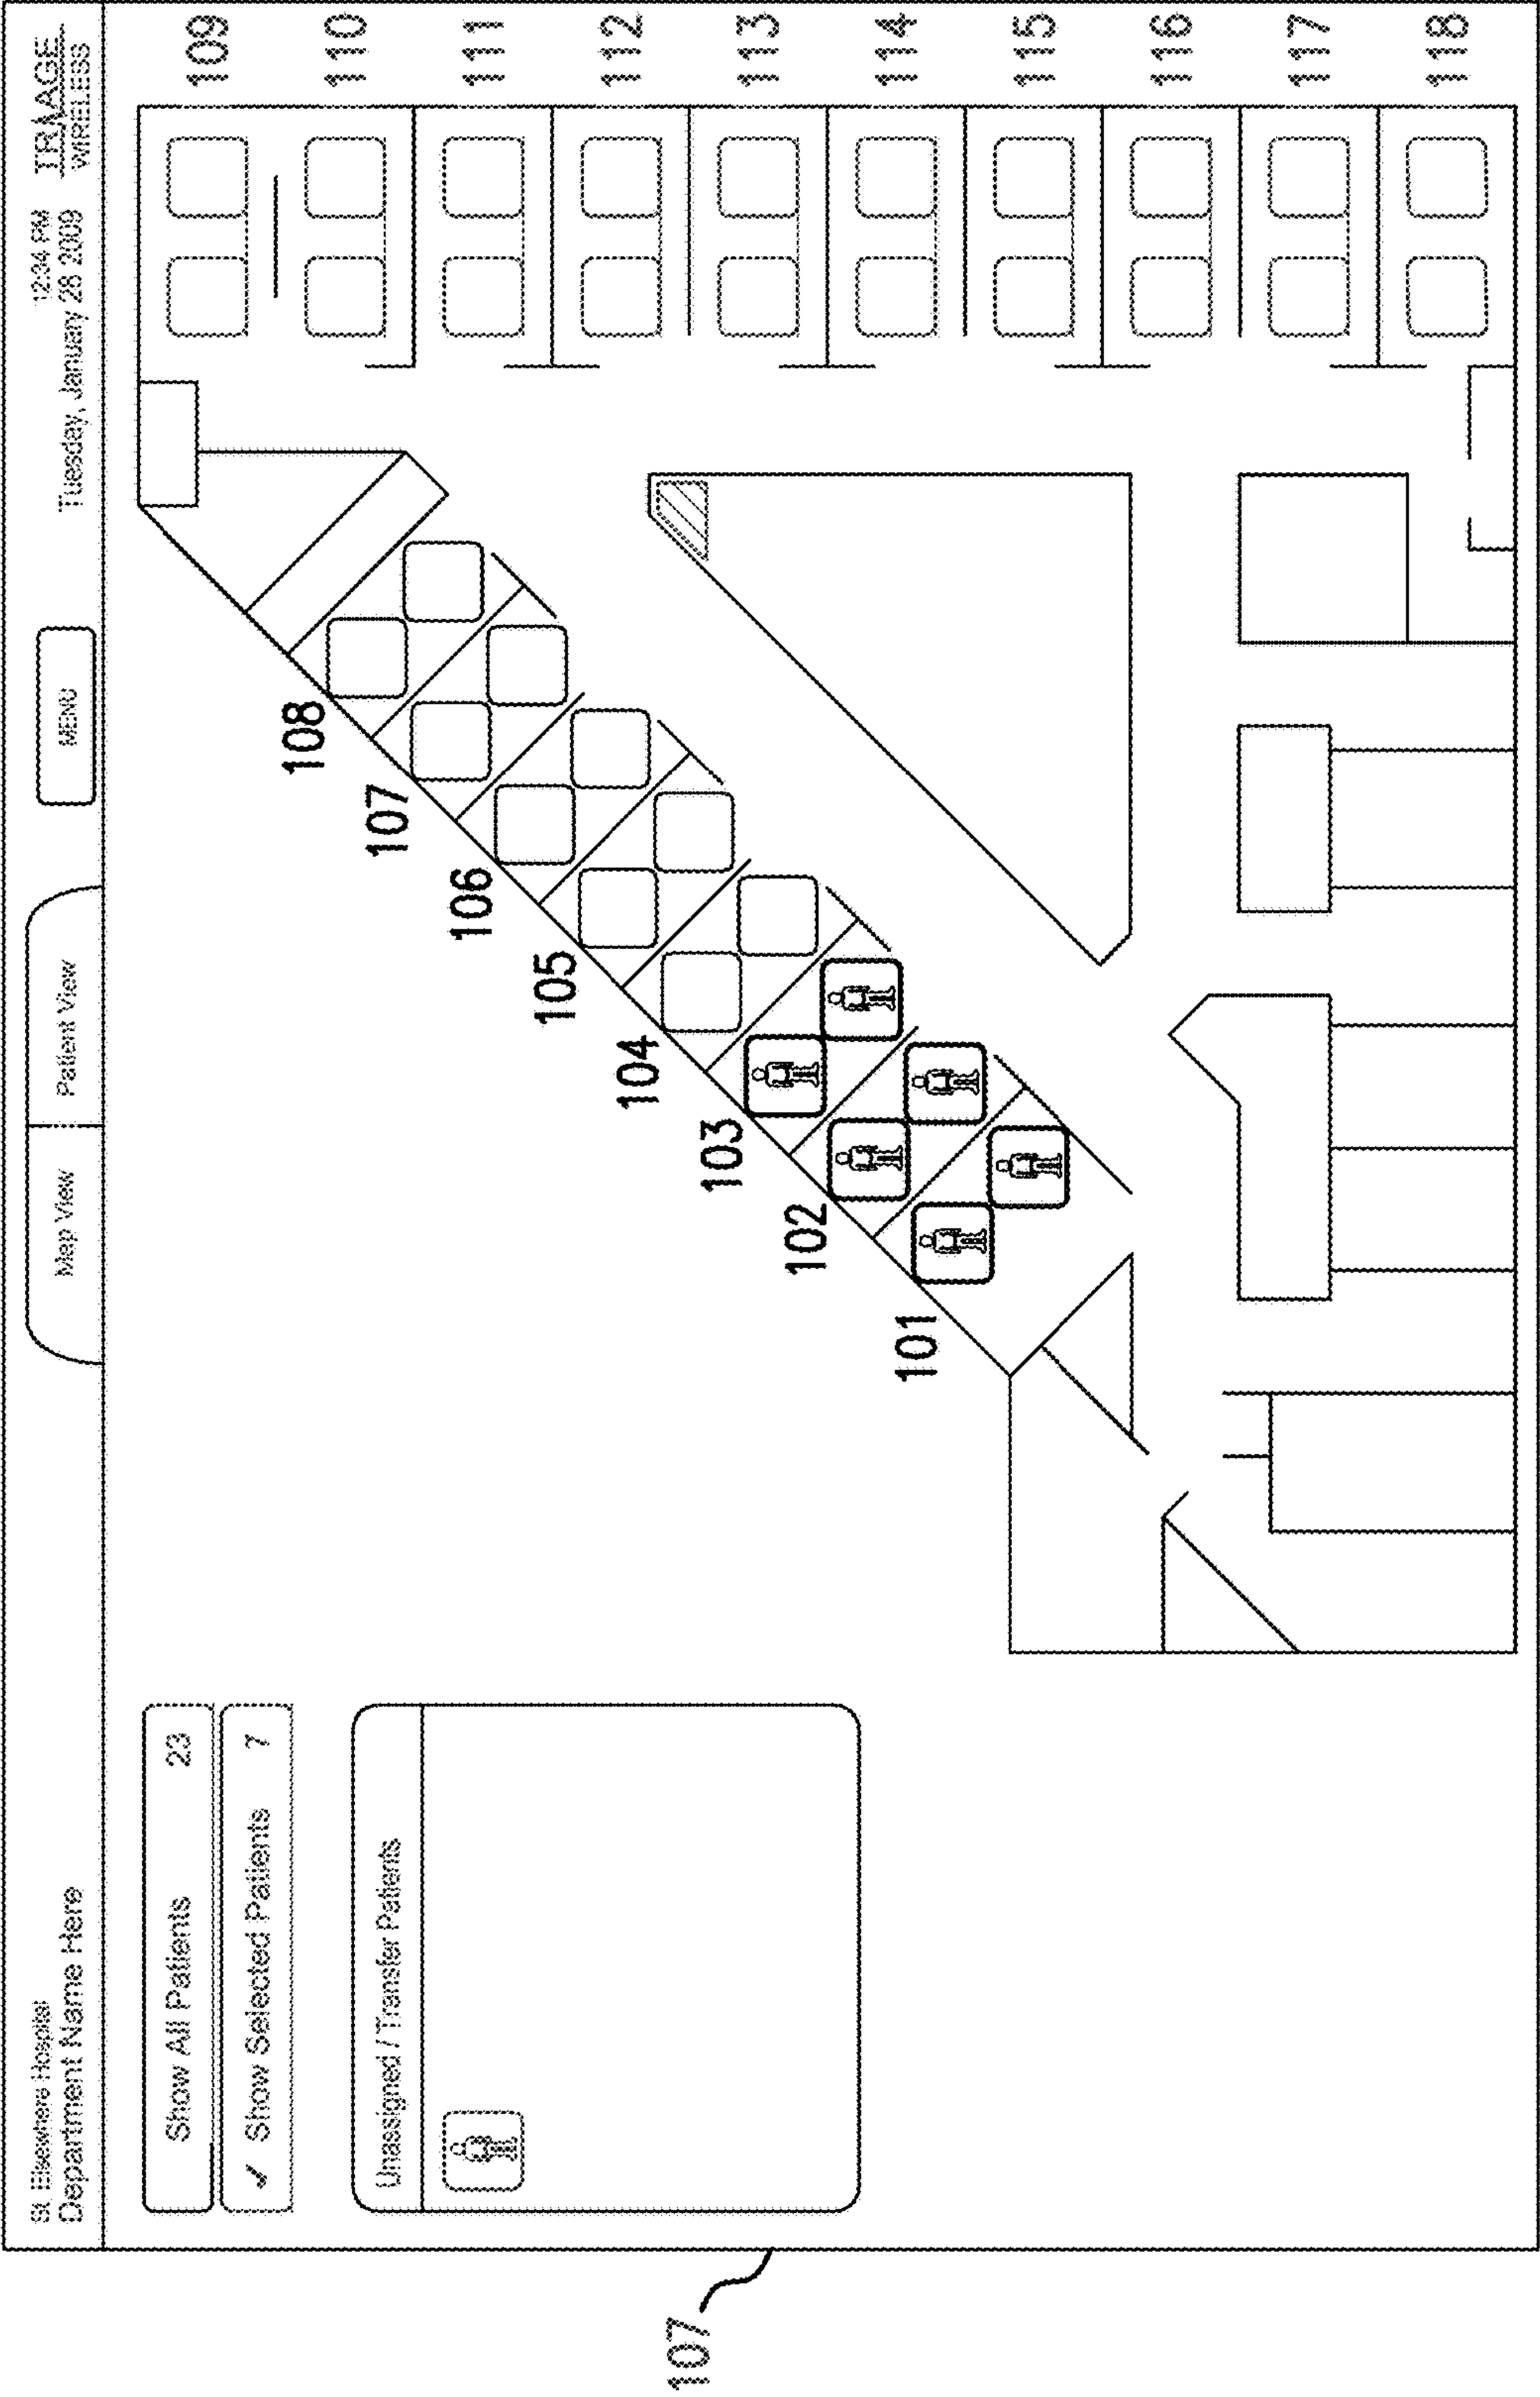 St. Elsewhere Hospital
Department Name Here
Map View
Patient View
MENU
12:34 PM
Tuesday, January 28 2009
TRIAGE
WIRELESS
Show All Patients 23
✓ Show Selected Patients 7
Unassigned / Transfer Patients
101
102
103
104
105
106
107
108
109
110
111
112
113
114
115
116
117
118
107